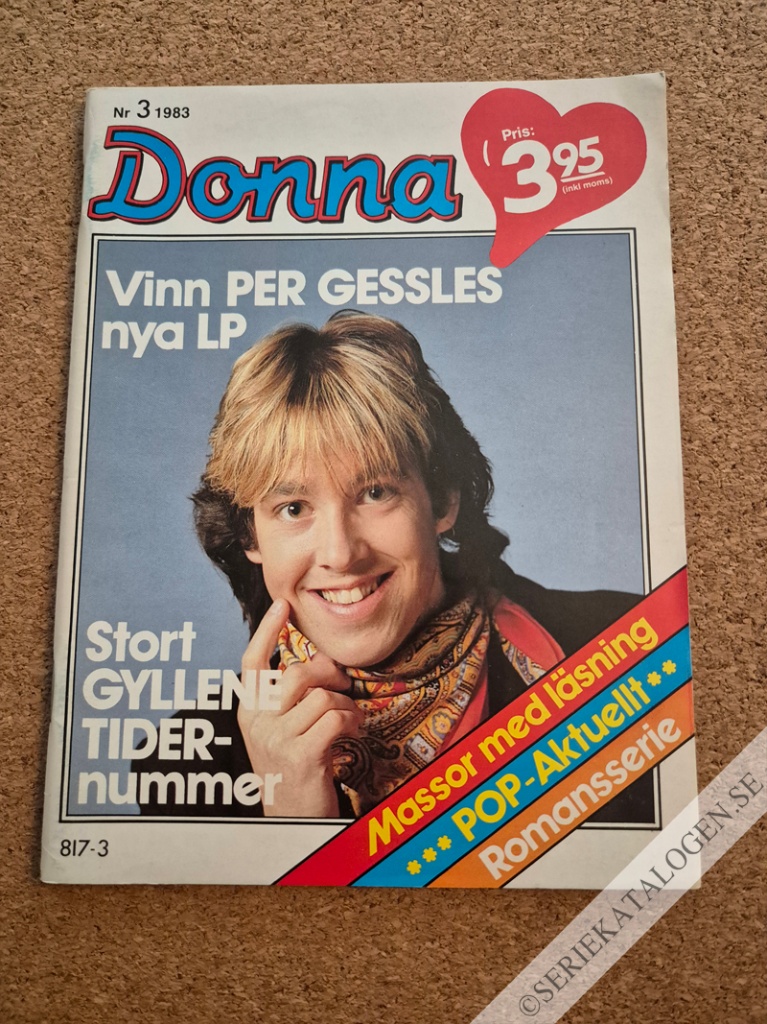 Nr 3 1983
Donna
Pris:
3 95
(inkl moms)
Vinn PER GESSLES
nya LP
Stort
GYLLENE
TIDER-
nummer
Massor med läsning
*** POP-Aktuellt **
Romansserie
817-3
©SERIEKATALOGEN.SE